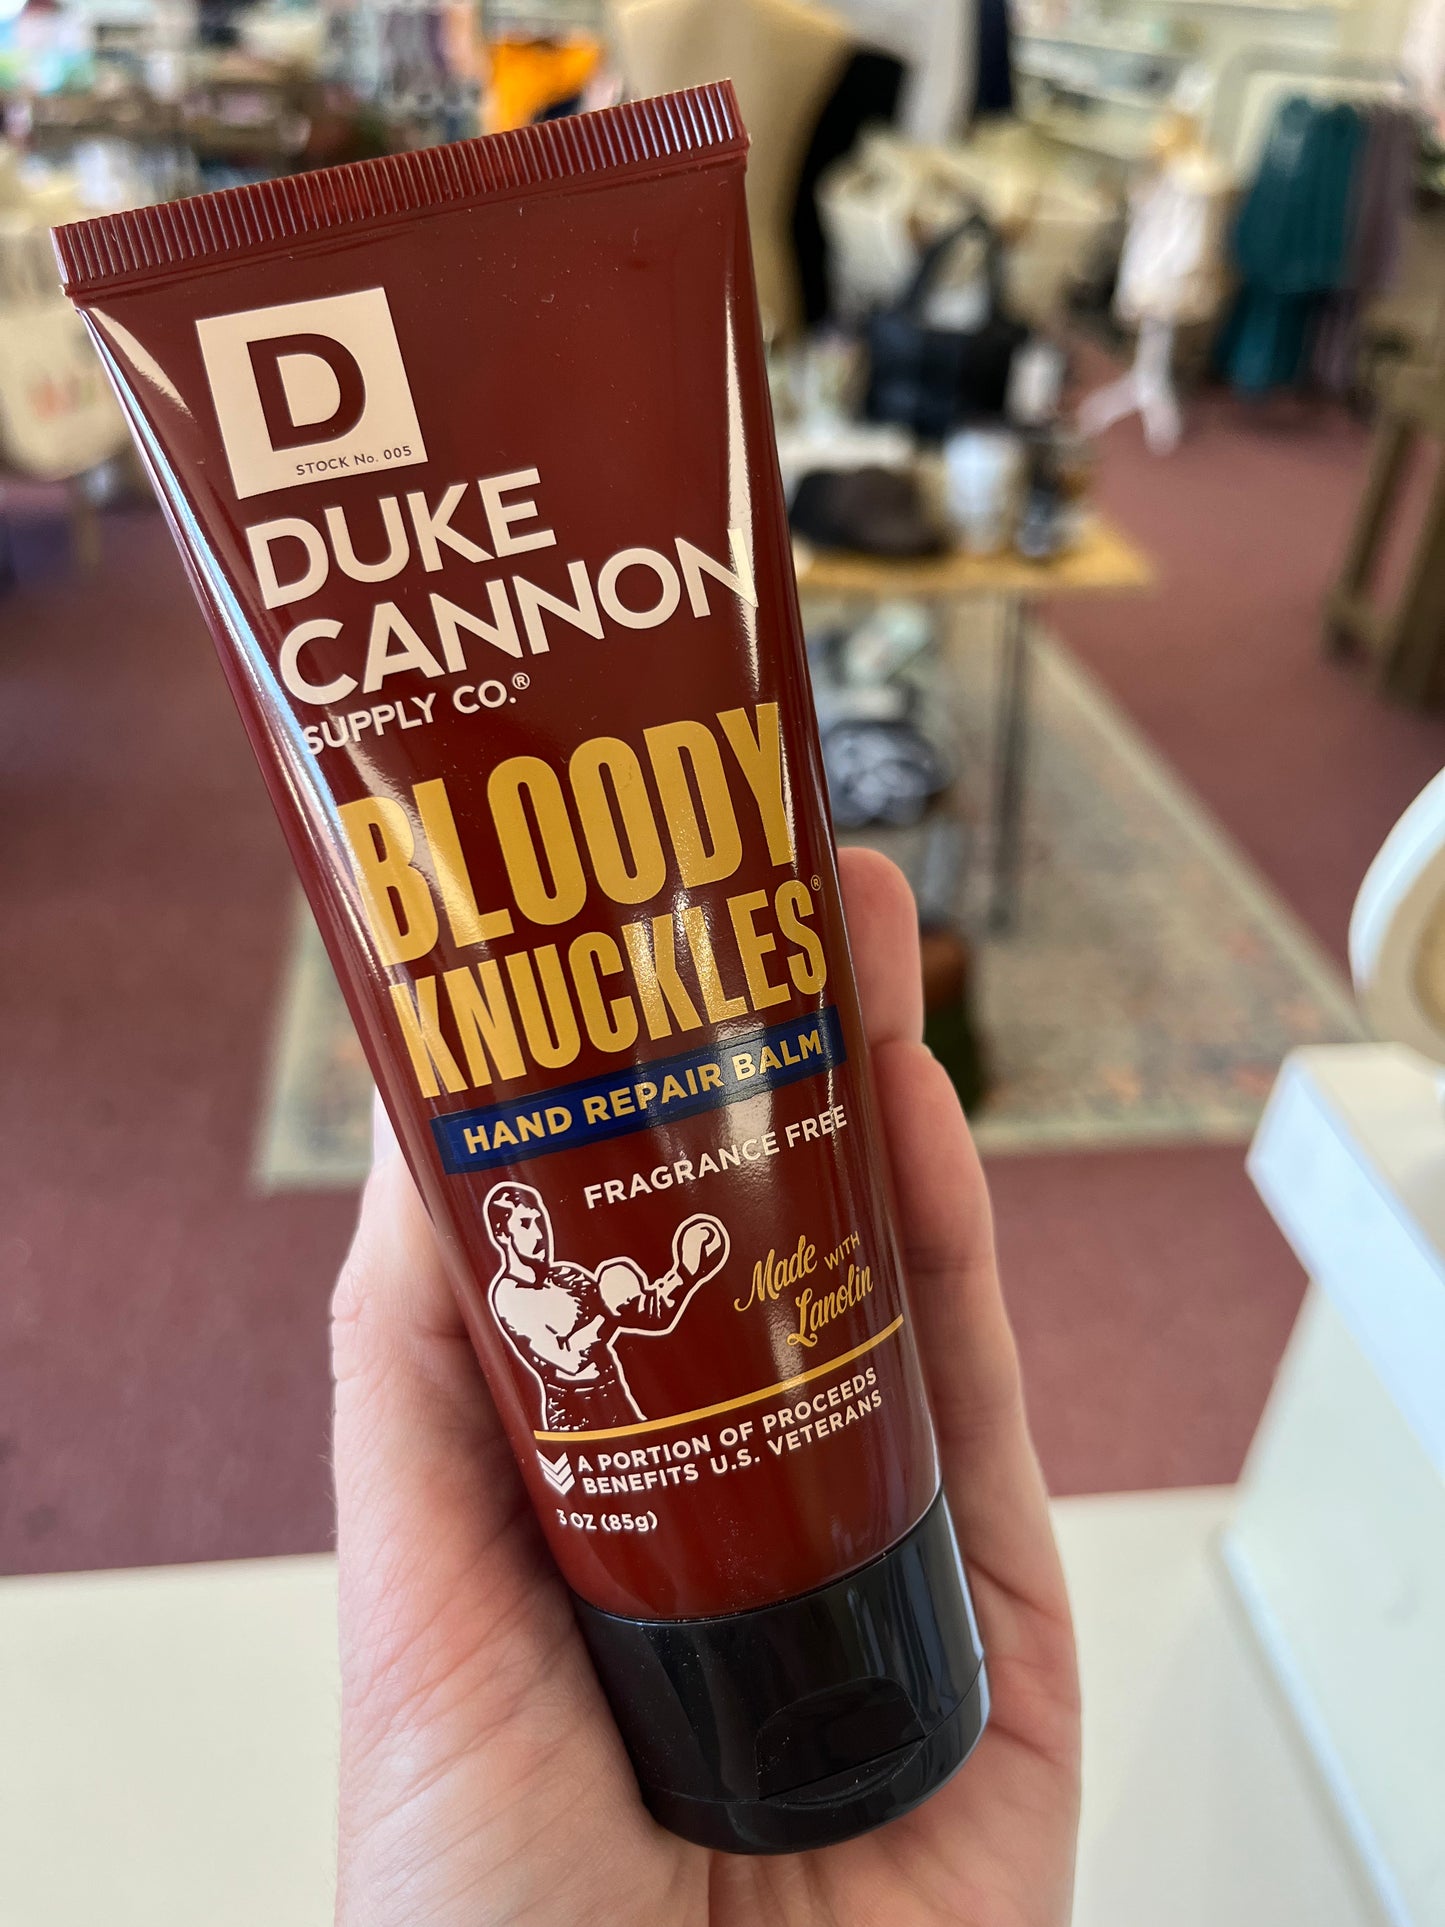 D
STOCK No. 005
DUKE
CANNON
SUPPLY CO.®
BLOODY
KNUCKLES®
HAND REPAIR BALM
FRAGRANCE FREE
Made WITH
Lanolin
A PORTION OF PROCEEDS
BENEFITS U.S. VETERANS
3 OZ (85g)